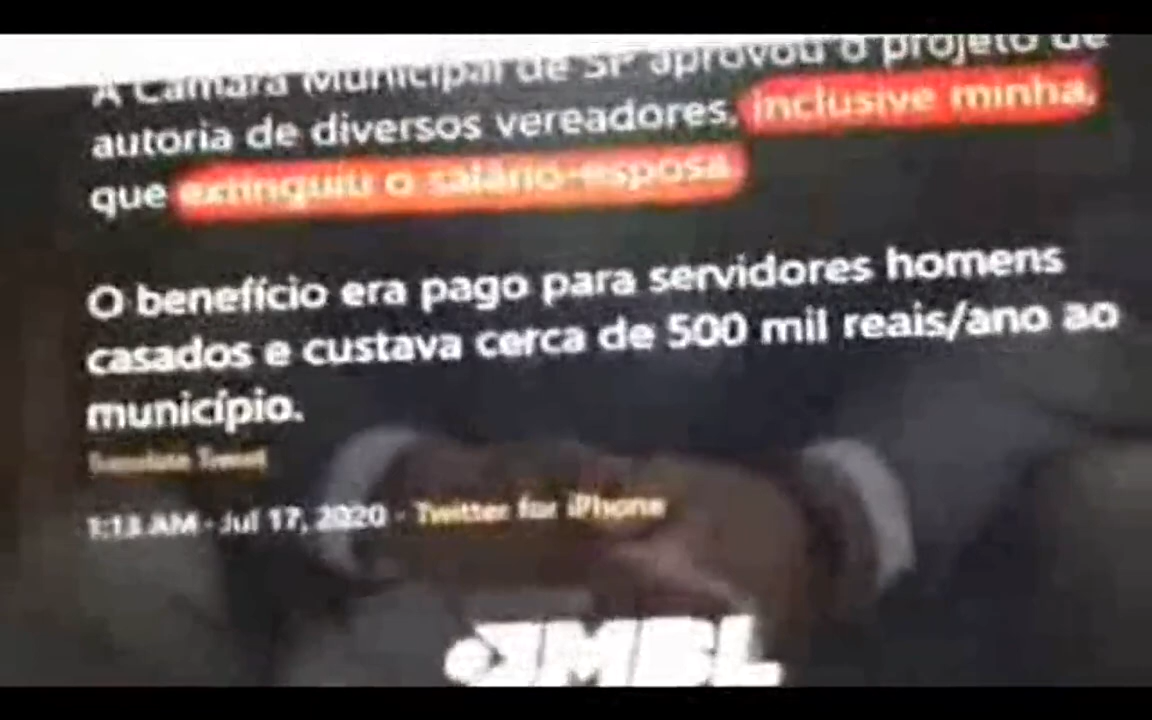 A Câmara Municipal de SP aprovou o projeto de
autoria de diversos vereadores, inclusive minha,
que extinguiu o salário-esposa.
O benefício era pago para servidores homens
casados e custava cerca de 500 mil reais/ano ao
município.
Translate Tweet
1:13 AM · Jul 17, 2020 · Twitter for iPhone
MBL